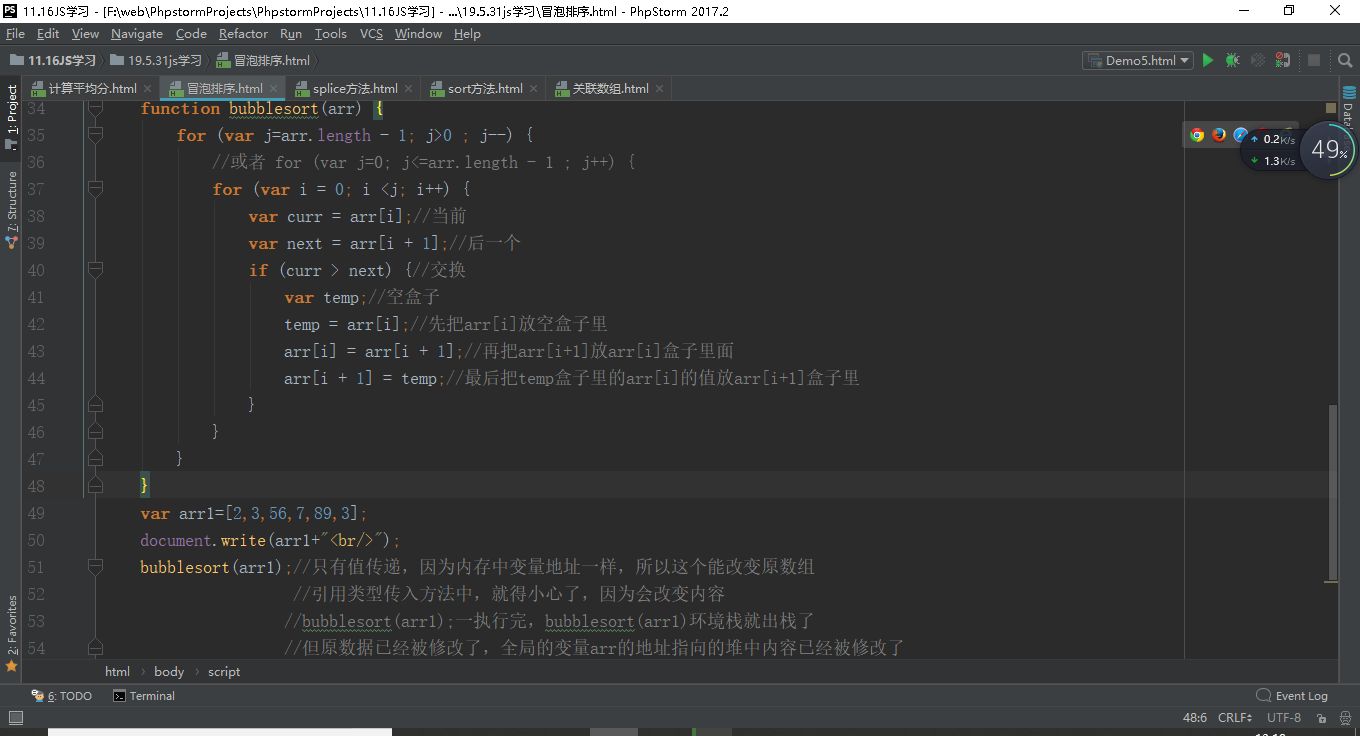 11.16JS学习 - [F:\web\PhpstormProjects\PhpstormProjects\11.16JS学习] - ...\19.5.31js学习\冒泡排序.html - PhpStorm 2017.2
File Edit View Navigate Code Refactor Run Tools VCS Window Help
11.16JS学习 19.5.31js学习 冒泡排序.html Demo5.html
计算平均分.html 冒泡排序.html splice方法.html sort方法.html 关联数组.html
34 function bubblesort(arr) {
35 for (var j=arr.length - 1; j>0 ; j--) {
36 //或者 for (var j=0; j<=arr.length - 1 ; j++) {
37 for (var i = 0; i <j; i++) {
38 var curr = arr[i];//当前
39 var next = arr[i + 1];//后一个
40 if (curr > next) {//交换
41 var temp;//空盒子
42 temp = arr[i];//先把arr[i]放空盒子里
43 arr[i] = arr[i + 1];//再把arr[i+1]放arr[i]盒子里面
44 arr[i + 1] = temp;//最后把temp盒子里的arr[i]的值放arr[i+1]盒子里
45 }
46 }
47 }
48 }
49 var arr1=[2,3,56,7,89,3];
50 document.write(arr1+"<br/>");
51 bubblesort(arr1);//只有值传递，因为内存中变量地址一样，所以这个能改变原数组
52 //引用类型传入方法中，就得小心了，因为会改变内容
53 //bubblesort(arr1);一执行完，bubblesort(arr1)环境栈就出栈了
54 //但原数据已经被修改了，全局的变量arr的地址指向的堆中内容已经被修改了
1: Project
7: Structure
2: Favorites
0.2K/s
1.3K/s
49%
html body script
6: TODO Terminal Event Log
48:6 CRLF UTF-8